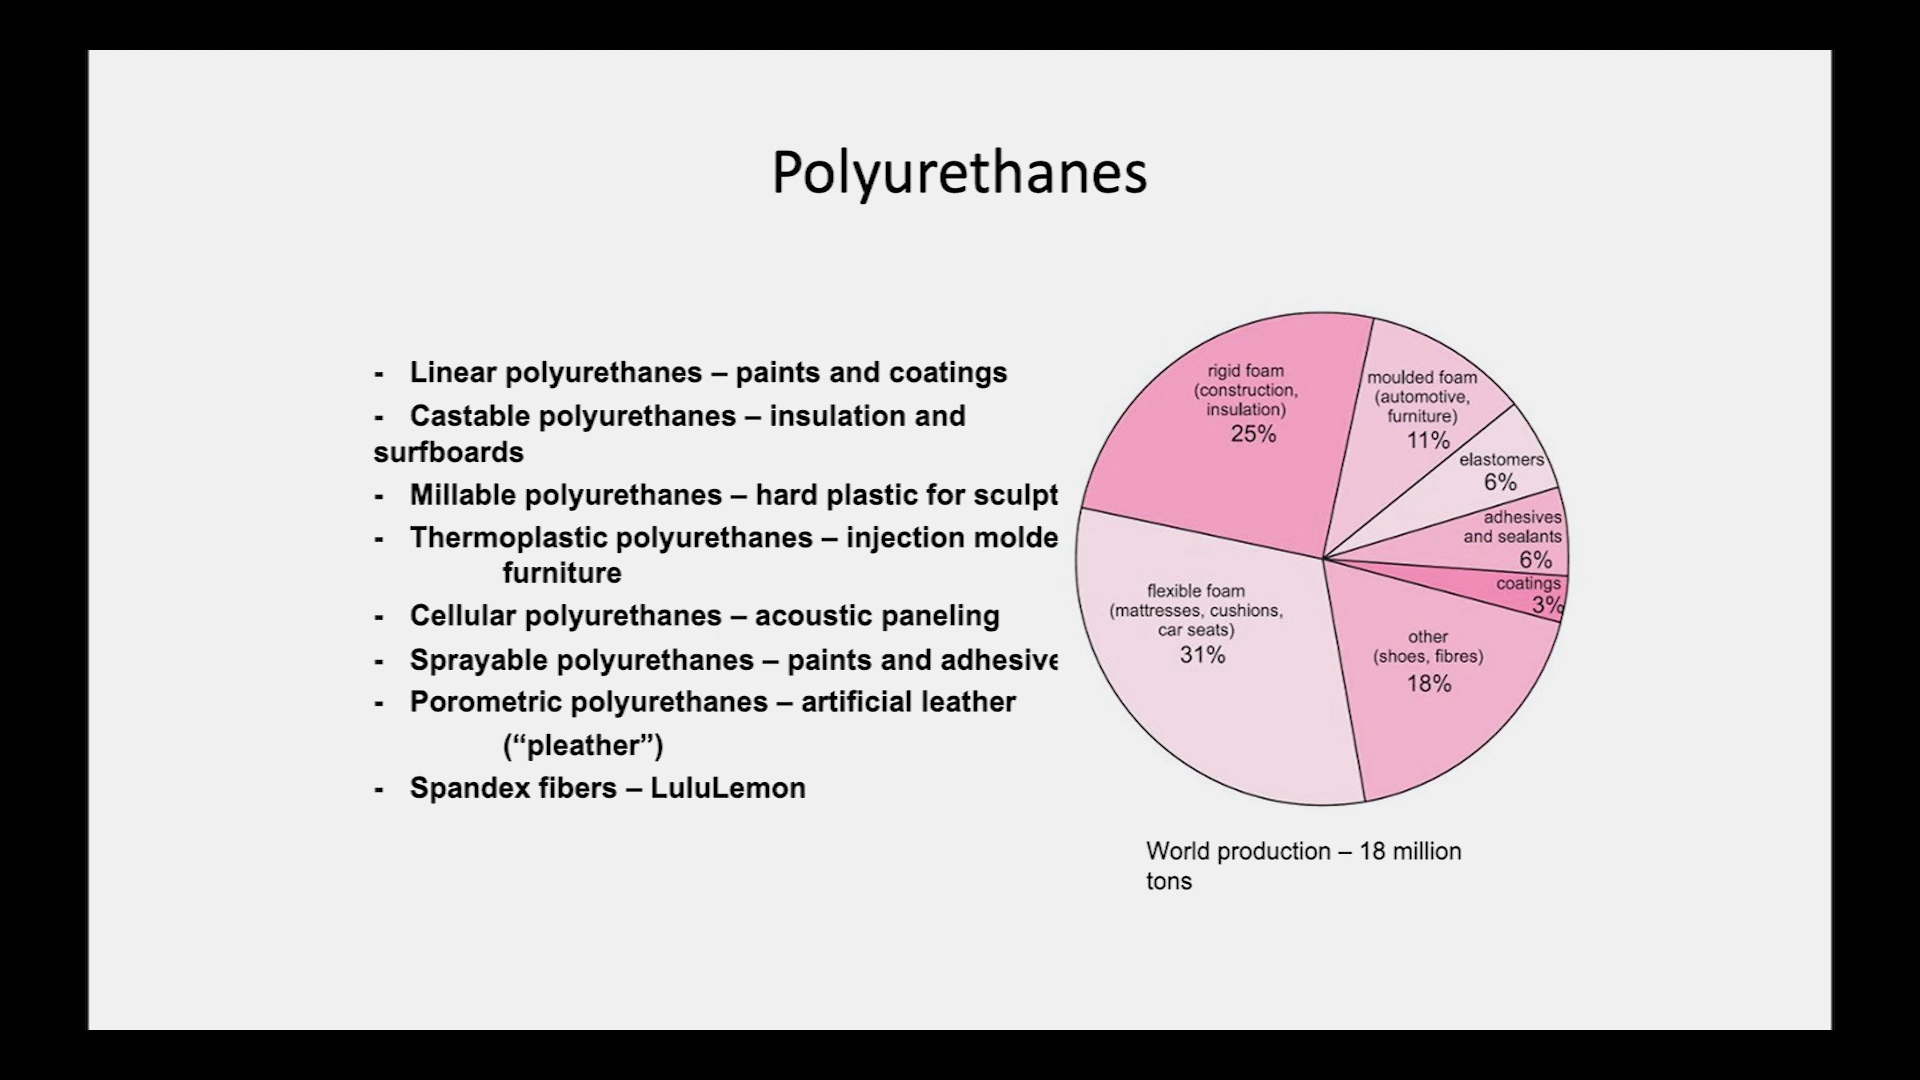 Polyurethanes
- Linear polyurethanes – paints and coatings
- Castable polyurethanes – insulation and
surfboards
- Millable polyurethanes – hard plastic for sculpt
- Thermoplastic polyurethanes – injection molde
furniture
- Cellular polyurethanes – acoustic paneling
- Sprayable polyurethanes – paints and adhesive
- Porometric polyurethanes – artificial leather
(“pleather”)
- Spandex fibers – LuluLemon
rigid foam
(construction,
insulation)
25%
moulded foam
(automotive,
furniture)
11%
elastomers
6%
adhesives
and sealants
6%
coatings
3%
other
(shoes, fibres)
18%
flexible foam
(mattresses, cushions,
car seats)
31%
World production – 18 million
tons